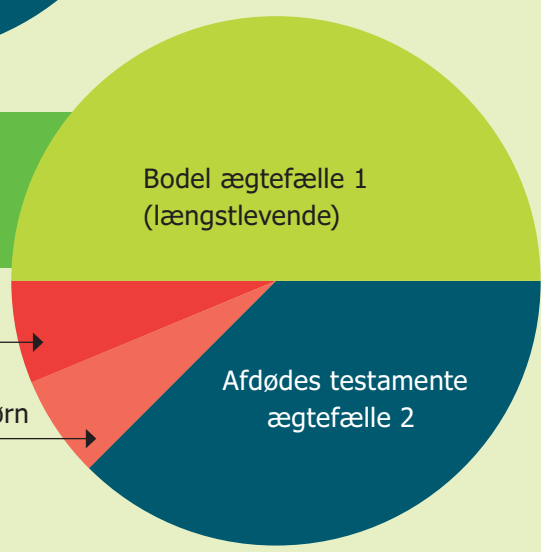 Bodel ægtefælle 1
(længstlevende)
Afdødes testamente
ægtefælle 2